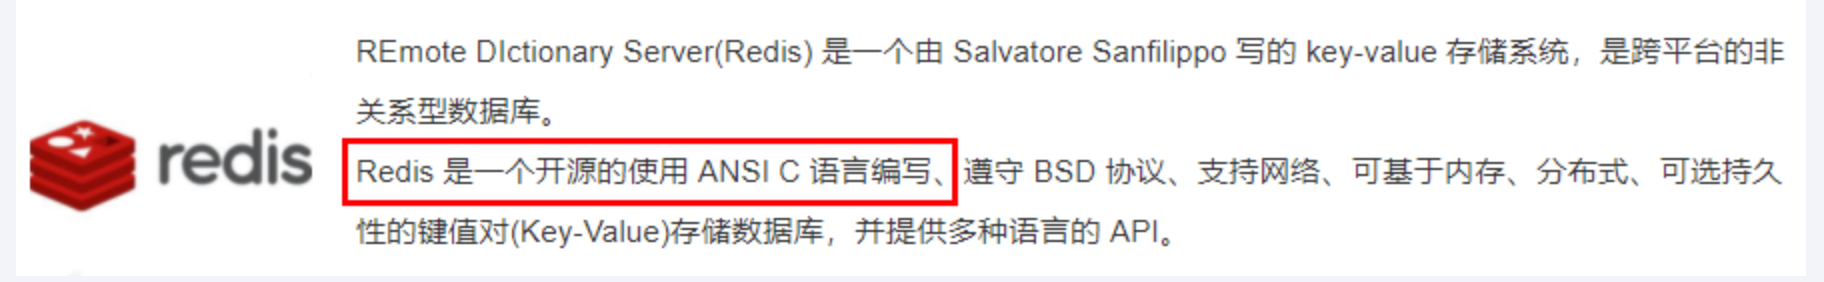 REmote DIctionary Server(Redis) 是一个由 Salvatore Sanfilippo 写的 key-value 存储系统，是跨平台的非
关系型数据库。
redis
Redis 是一个开源的使用 ANSI C 语言编写、遵守 BSD 协议、支持网络、可基于内存、分布式、可选持久
性的键值对(Key-Value)存储数据库，并提供多种语言的 API。